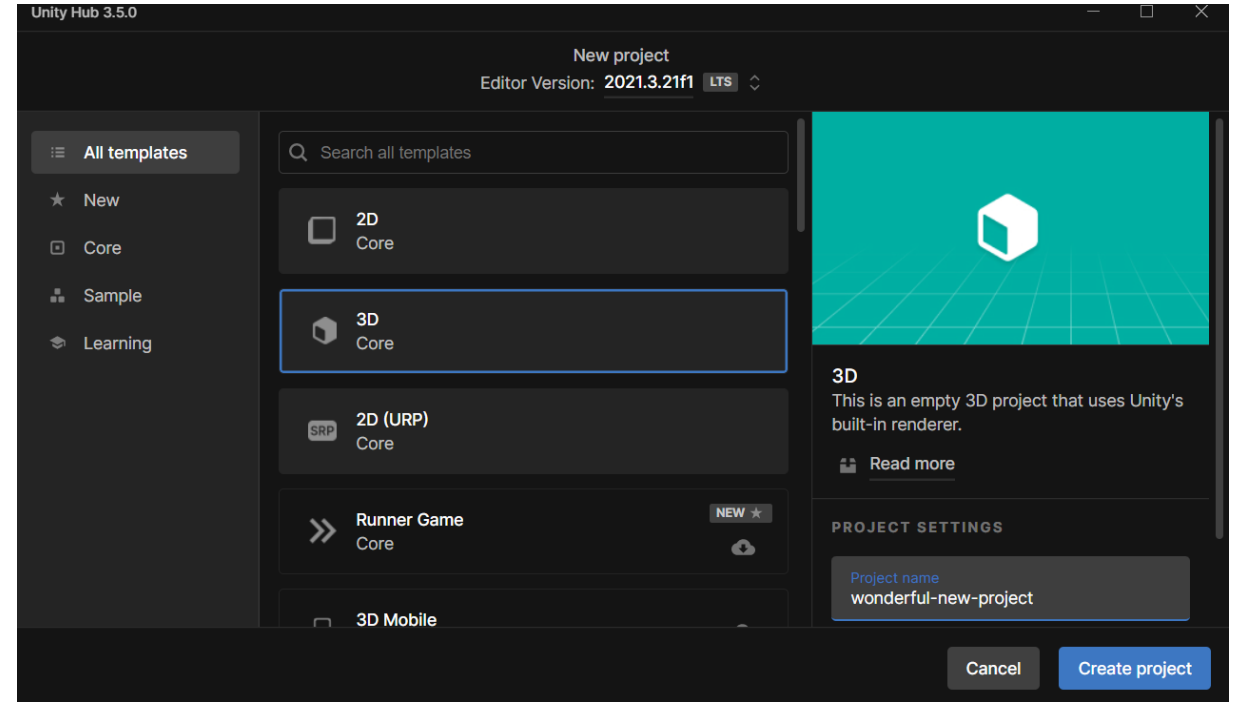 Unity Hub 3.5.0
New project
Editor Version: 2021.3.21f1 LTS
All templates
New
Core
Sample
Learning
Search all templates
2D
Core
3D
Core
SRP
2D (URP)
Core
Runner Game
Core
NEW
3D Mobile
3D
This is an empty 3D project that uses Unity's
built-in renderer.
Read more
PROJECT SETTINGS
Project name
wonderful-new-project
Cancel
Create project